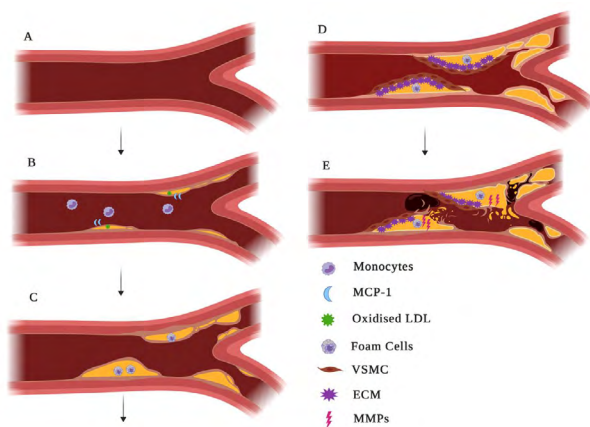 A
B
C
D
E
Monocytes
MCP-1
Oxidised LDL
Foam Cells
VSMC
ECM
MMPs